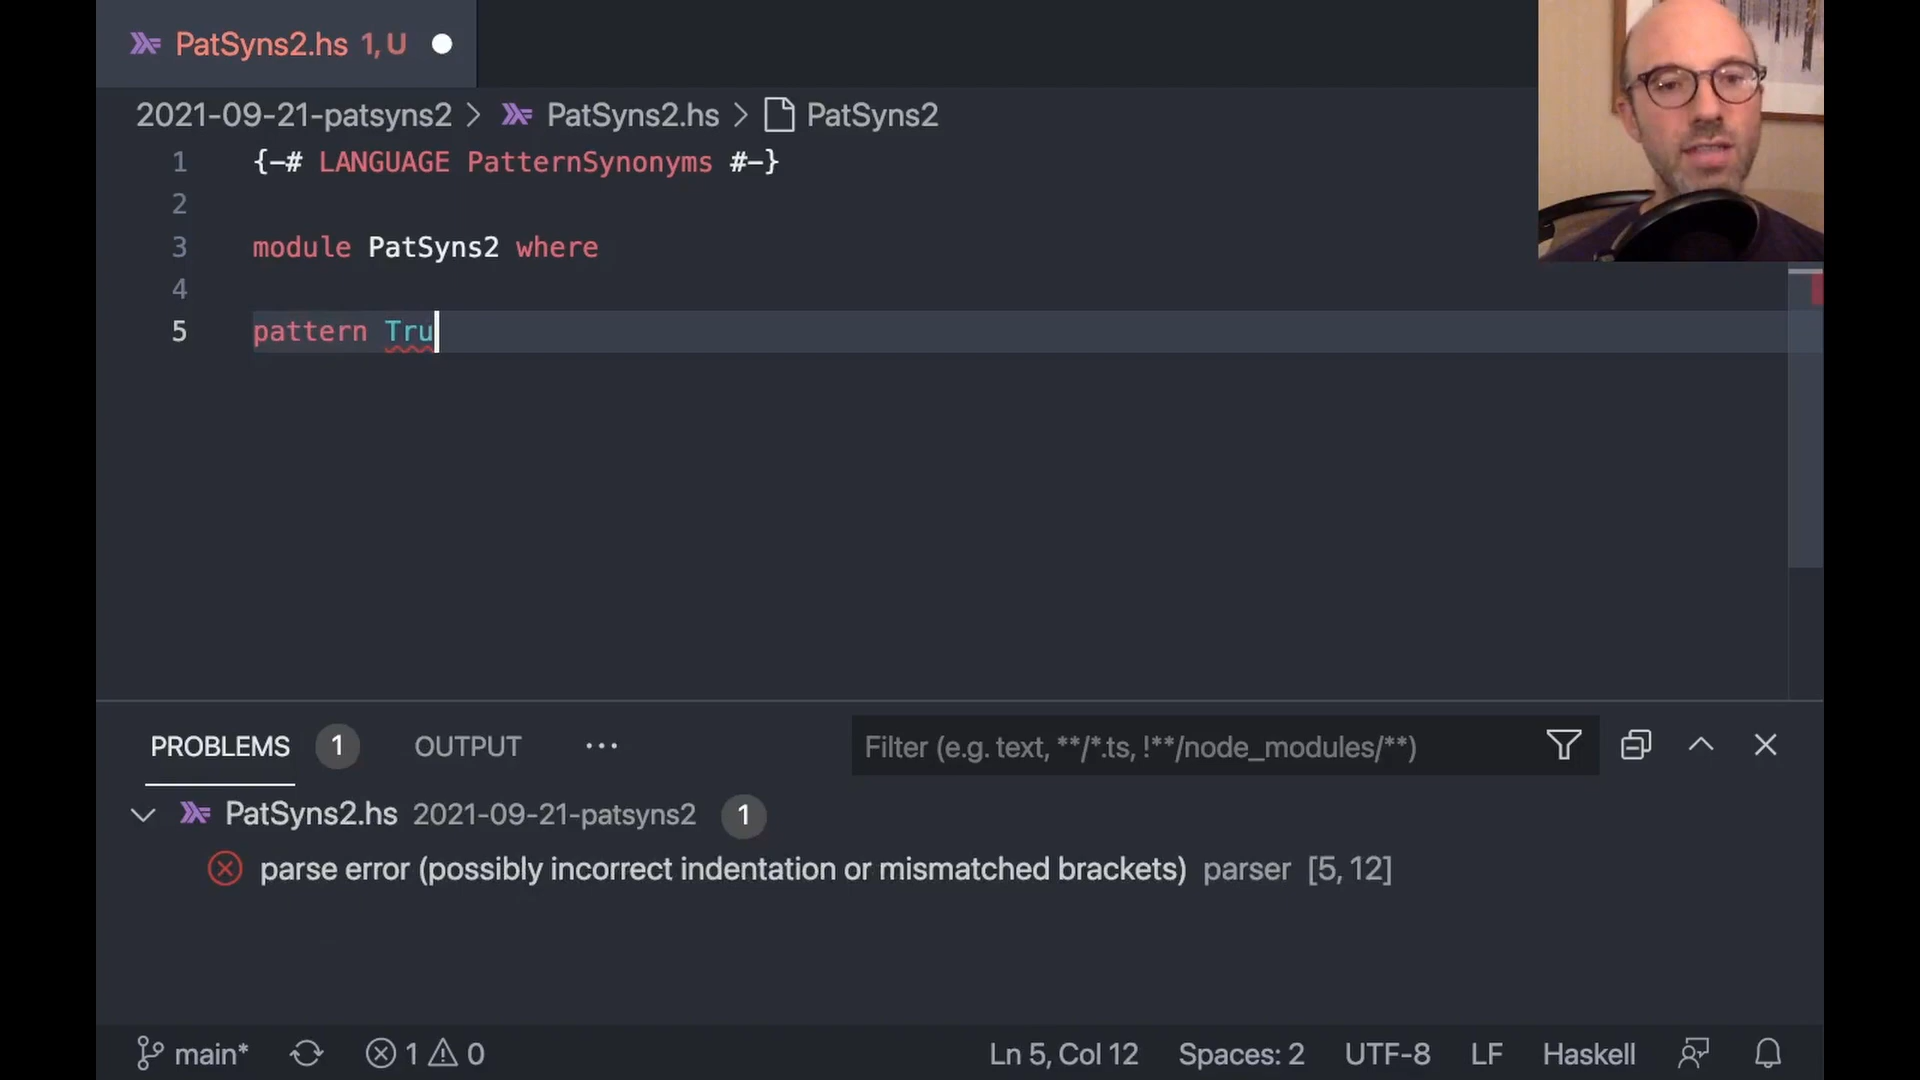 PatSyns2.hs 1, U
2021-09-21-patsyns2 > PatSyns2.hs > PatSyns2
1 {-# LANGUAGE PatternSynonyms #-}
2
3 module PatSyns2 where
4
5 pattern Tru
PROBLEMS 1 OUTPUT ··· Filter (e.g. text, **/*.ts, !**/node_modules/**)
PatSyns2.hs 2021-09-21-patsyns2 1
parse error (possibly incorrect indentation or mismatched brackets) parser [5, 12]
main* 1 0 Ln 5, Col 12 Spaces: 2 UTF-8 LF Haskell